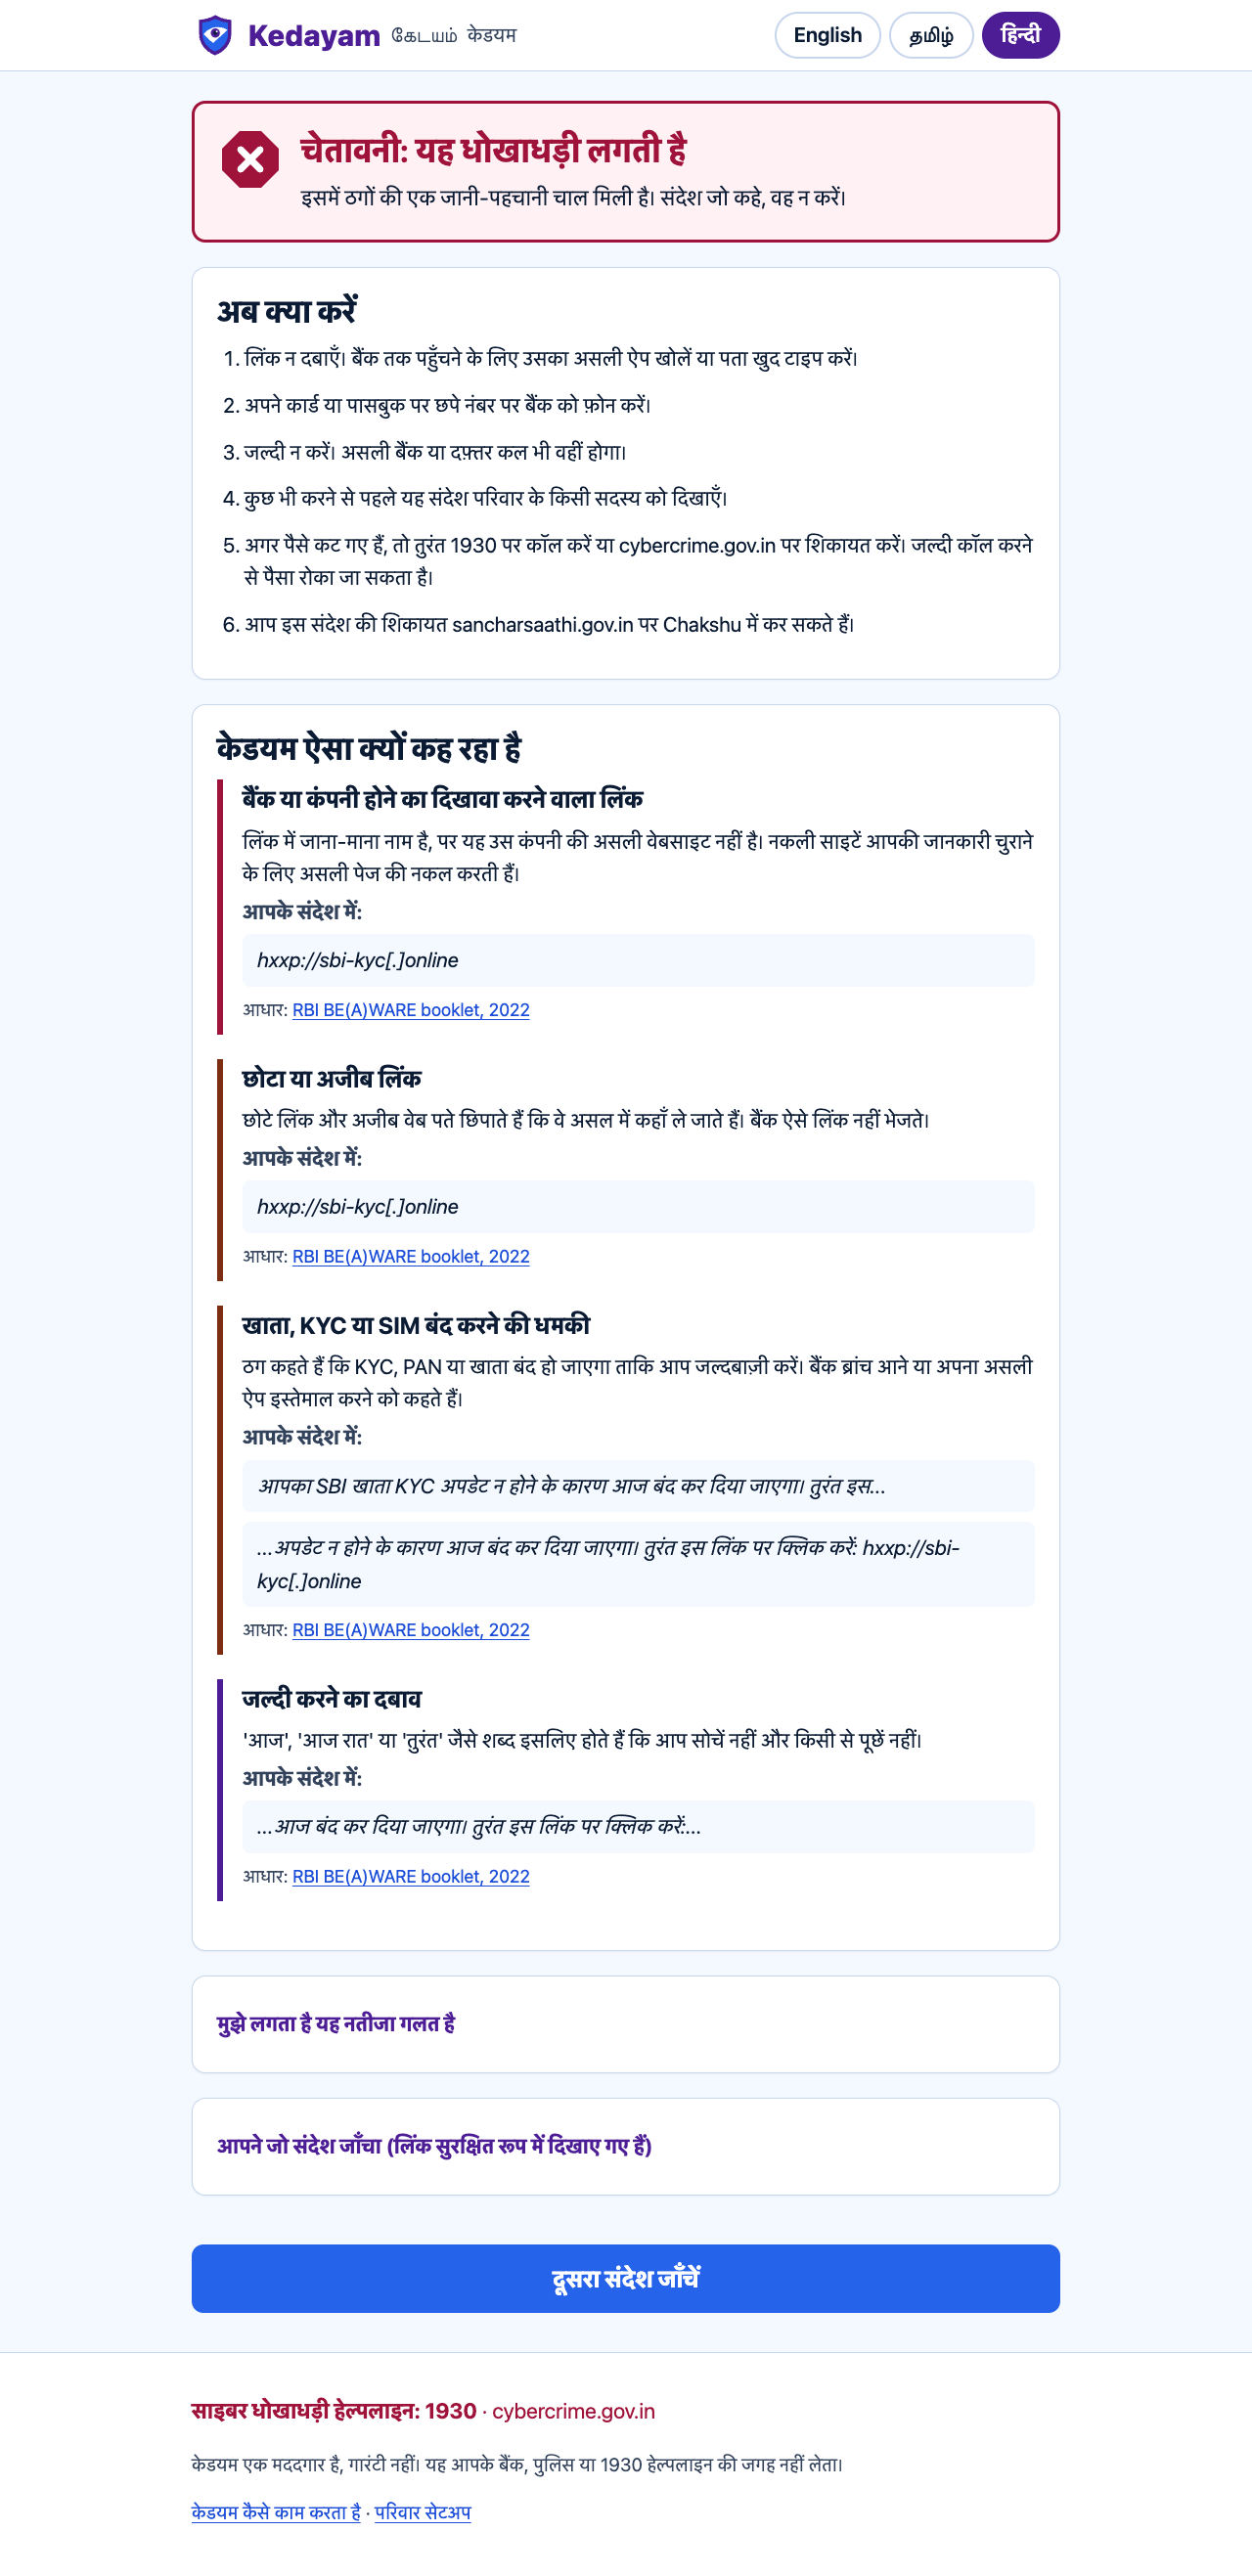 Kedayam கேடயம் केडयम
English தமிழ் हिन्दी
चेतावनी: यह धोखाधड़ी लगती है
इसमें ठगों की एक जानी-पहचानी चाल मिली है। संदेश जो कहे, वह न करें।
अब क्या करें
1. लिंक न दबाएँ। बैंक तक पहुँचने के लिए उसका असली ऐप खोलें या पता खुद टाइप करें।
2. अपने कार्ड या पासबुक पर छपे नंबर पर बैंक को फ़ोन करें।
3. जल्दी न करें। असली बैंक या दफ़्तर कल भी वहीं होगा।
4. कुछ भी करने से पहले यह संदेश परिवार के किसी सदस्य को दिखाएँ।
5. अगर पैसे कट गए हैं, तो तुरंत 1930 पर कॉल करें या cybercrime.gov.in पर शिकायत करें। जल्दी कॉल करने
से पैसा रोका जा सकता है।
6. आप इस संदेश की शिकायत sancharsaathi.gov.in पर Chakshu में कर सकते हैं।
केडयम ऐसा क्यों कह रहा है
बैंक या कंपनी होने का दिखावा करने वाला लिंक
लिंक में जाना-माना नाम है, पर यह उस कंपनी की असली वेबसाइट नहीं है। नकली साइटें आपकी जानकारी चुराने
के लिए असली पेज की नकल करती हैं।
आपके संदेश में:
hxxp://sbi-kyc[.]online
आधार: RBI BE(A)WARE booklet, 2022
छोटा या अजीब लिंक
छोटे लिंक और अजीब वेब पते छिपाते हैं कि वे असल में कहाँ ले जाते हैं। बैंक ऐसे लिंक नहीं भेजते।
आपके संदेश में:
hxxp://sbi-kyc[.]online
आधार: RBI BE(A)WARE booklet, 2022
खाता, KYC या SIM बंद करने की धमकी
ठग कहते हैं कि KYC, PAN या खाता बंद हो जाएगा ताकि आप जल्दबाज़ी करें। बैंक ब्रांच आने या अपना असली
ऐप इस्तेमाल करने को कहते हैं।
आपके संदेश में:
आपका SBI खाता KYC अपडेट न होने के कारण आज बंद कर दिया जाएगा। तुरंत इस…
…अपडेट न होने के कारण आज बंद कर दिया जाएगा। तुरंत इस लिंक पर क्लिक करें: hxxp://sbi-
kyc[.]online
आधार: RBI BE(A)WARE booklet, 2022
जल्दी करने का दबाव
'आज', 'आज रात' या 'तुरंत' जैसे शब्द इसलिए होते हैं कि आप सोचें नहीं और किसी से पूछें नहीं।
आपके संदेश में:
…आज बंद कर दिया जाएगा। तुरंत इस लिंक पर क्लिक करें:…
आधार: RBI BE(A)WARE booklet, 2022
मुझे लगता है यह नतीजा गलत है
आपने जो संदेश जाँचा (लिंक सुरक्षित रूप में दिखाए गए हैं)
दूसरा संदेश जाँचें
साइबर धोखाधड़ी हेल्पलाइन: 1930 · cybercrime.gov.in
केडयम एक मददगार है, गारंटी नहीं। यह आपके बैंक, पुलिस या 1930 हेल्पलाइन की जगह नहीं लेता।
केडयम कैसे काम करता है · परिवार सेटअप